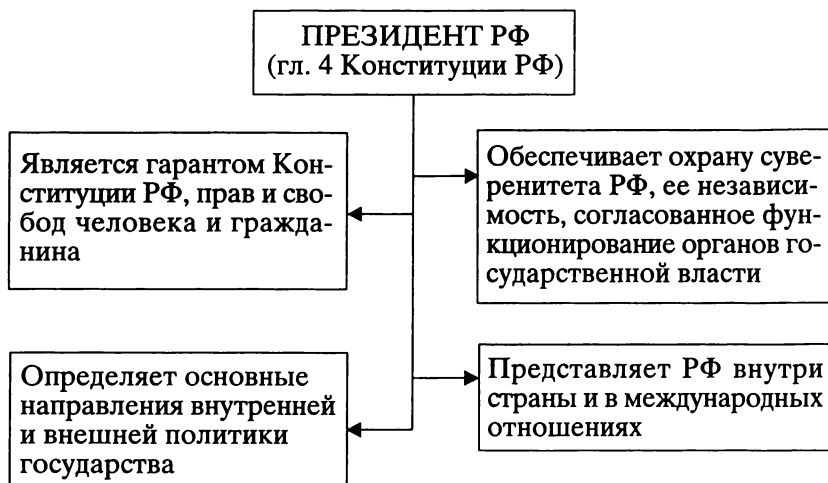 ПРЕЗИДЕНТ РФ
(гл. 4 Конституции РФ)
Является гарантом Кон-
ституции РФ, прав и сво-
бод человека и гражда-
нина
Обеспечивает охрану суве-
ренитета РФ, ее независи-
мость, согласованное фун-
кционирование органов го-
сударственной власти
Определяет основные
направления внутренней
и внешней политики
государства
Представляет РФ внутри
страны и в международных
отношениях